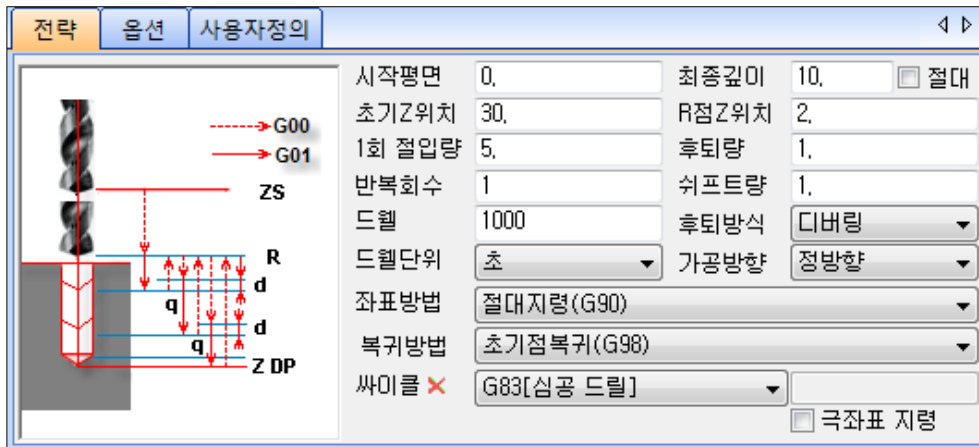 전략 옵션 사용자정의
G00
G01
ZS
R
d
q
d
q
Z DP
시작평면 0, 최종깊이 10, 절대
초기Z위치 30, R점Z위치 2,
1회 절입량 5, 후퇴량 1,
반복회수 1 쉬프트량 1,
드웰 1000 후퇴방식 디버링
드웰단위 초 가공방향 정방향
좌표방법 절대지령(G90)
복귀방법 초기점복귀(G98)
싸이클 G83[심공 드릴]
극좌표 지령